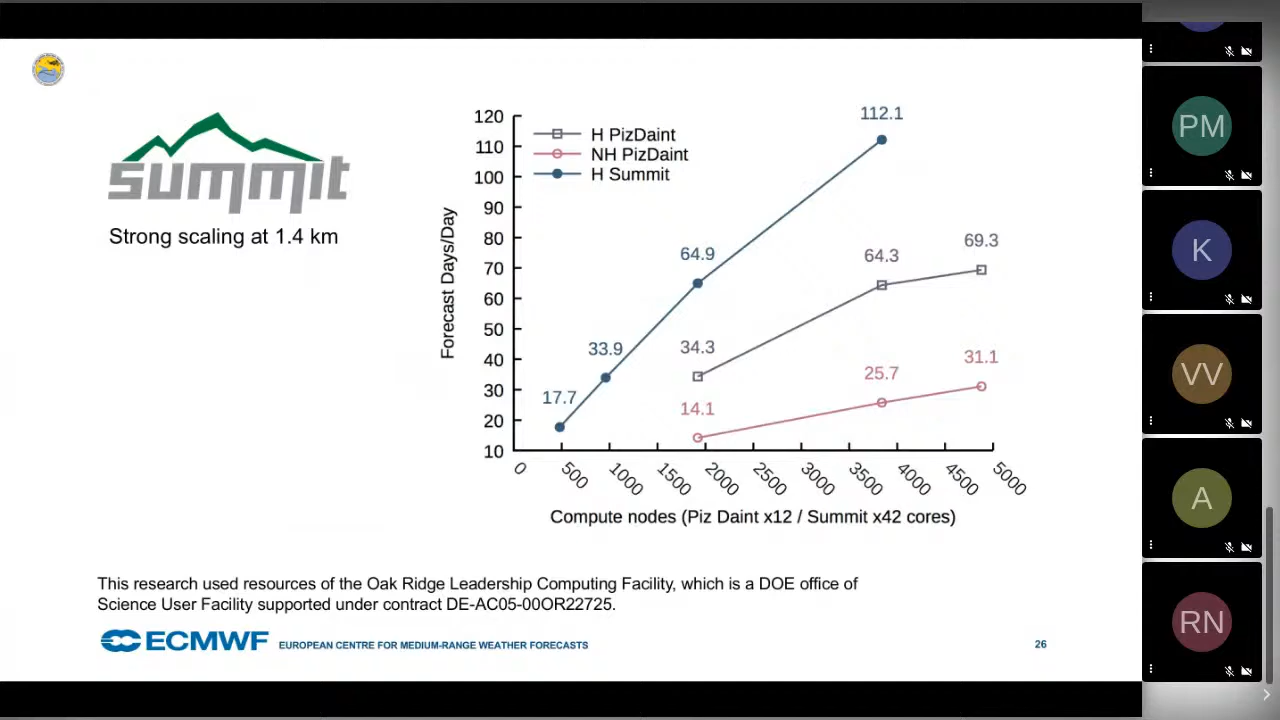 summit
Strong scaling at 1.4 km
120
110
100
90
80
70
60
50
40
30
20
10
Forecast Days/Day
H PizDaint
NH PizDaint
H Summit
112.1
64.9
33.9
17.7
34.3
64.3
69.3
14.1
25.7
31.1
0
500
1000
1500
2000
2500
3000
3500
4000
4500
5000
Compute nodes (Piz Daint x12 / Summit x42 cores)
This research used resources of the Oak Ridge Leadership Computing Facility, which is a DOE office of
Science User Facility supported under contract DE-AC05-00OR22725.
ECMWF EUROPEAN CENTRE FOR MEDIUM-RANGE WEATHER FORECASTS
26
PM
K
VV
A
RN